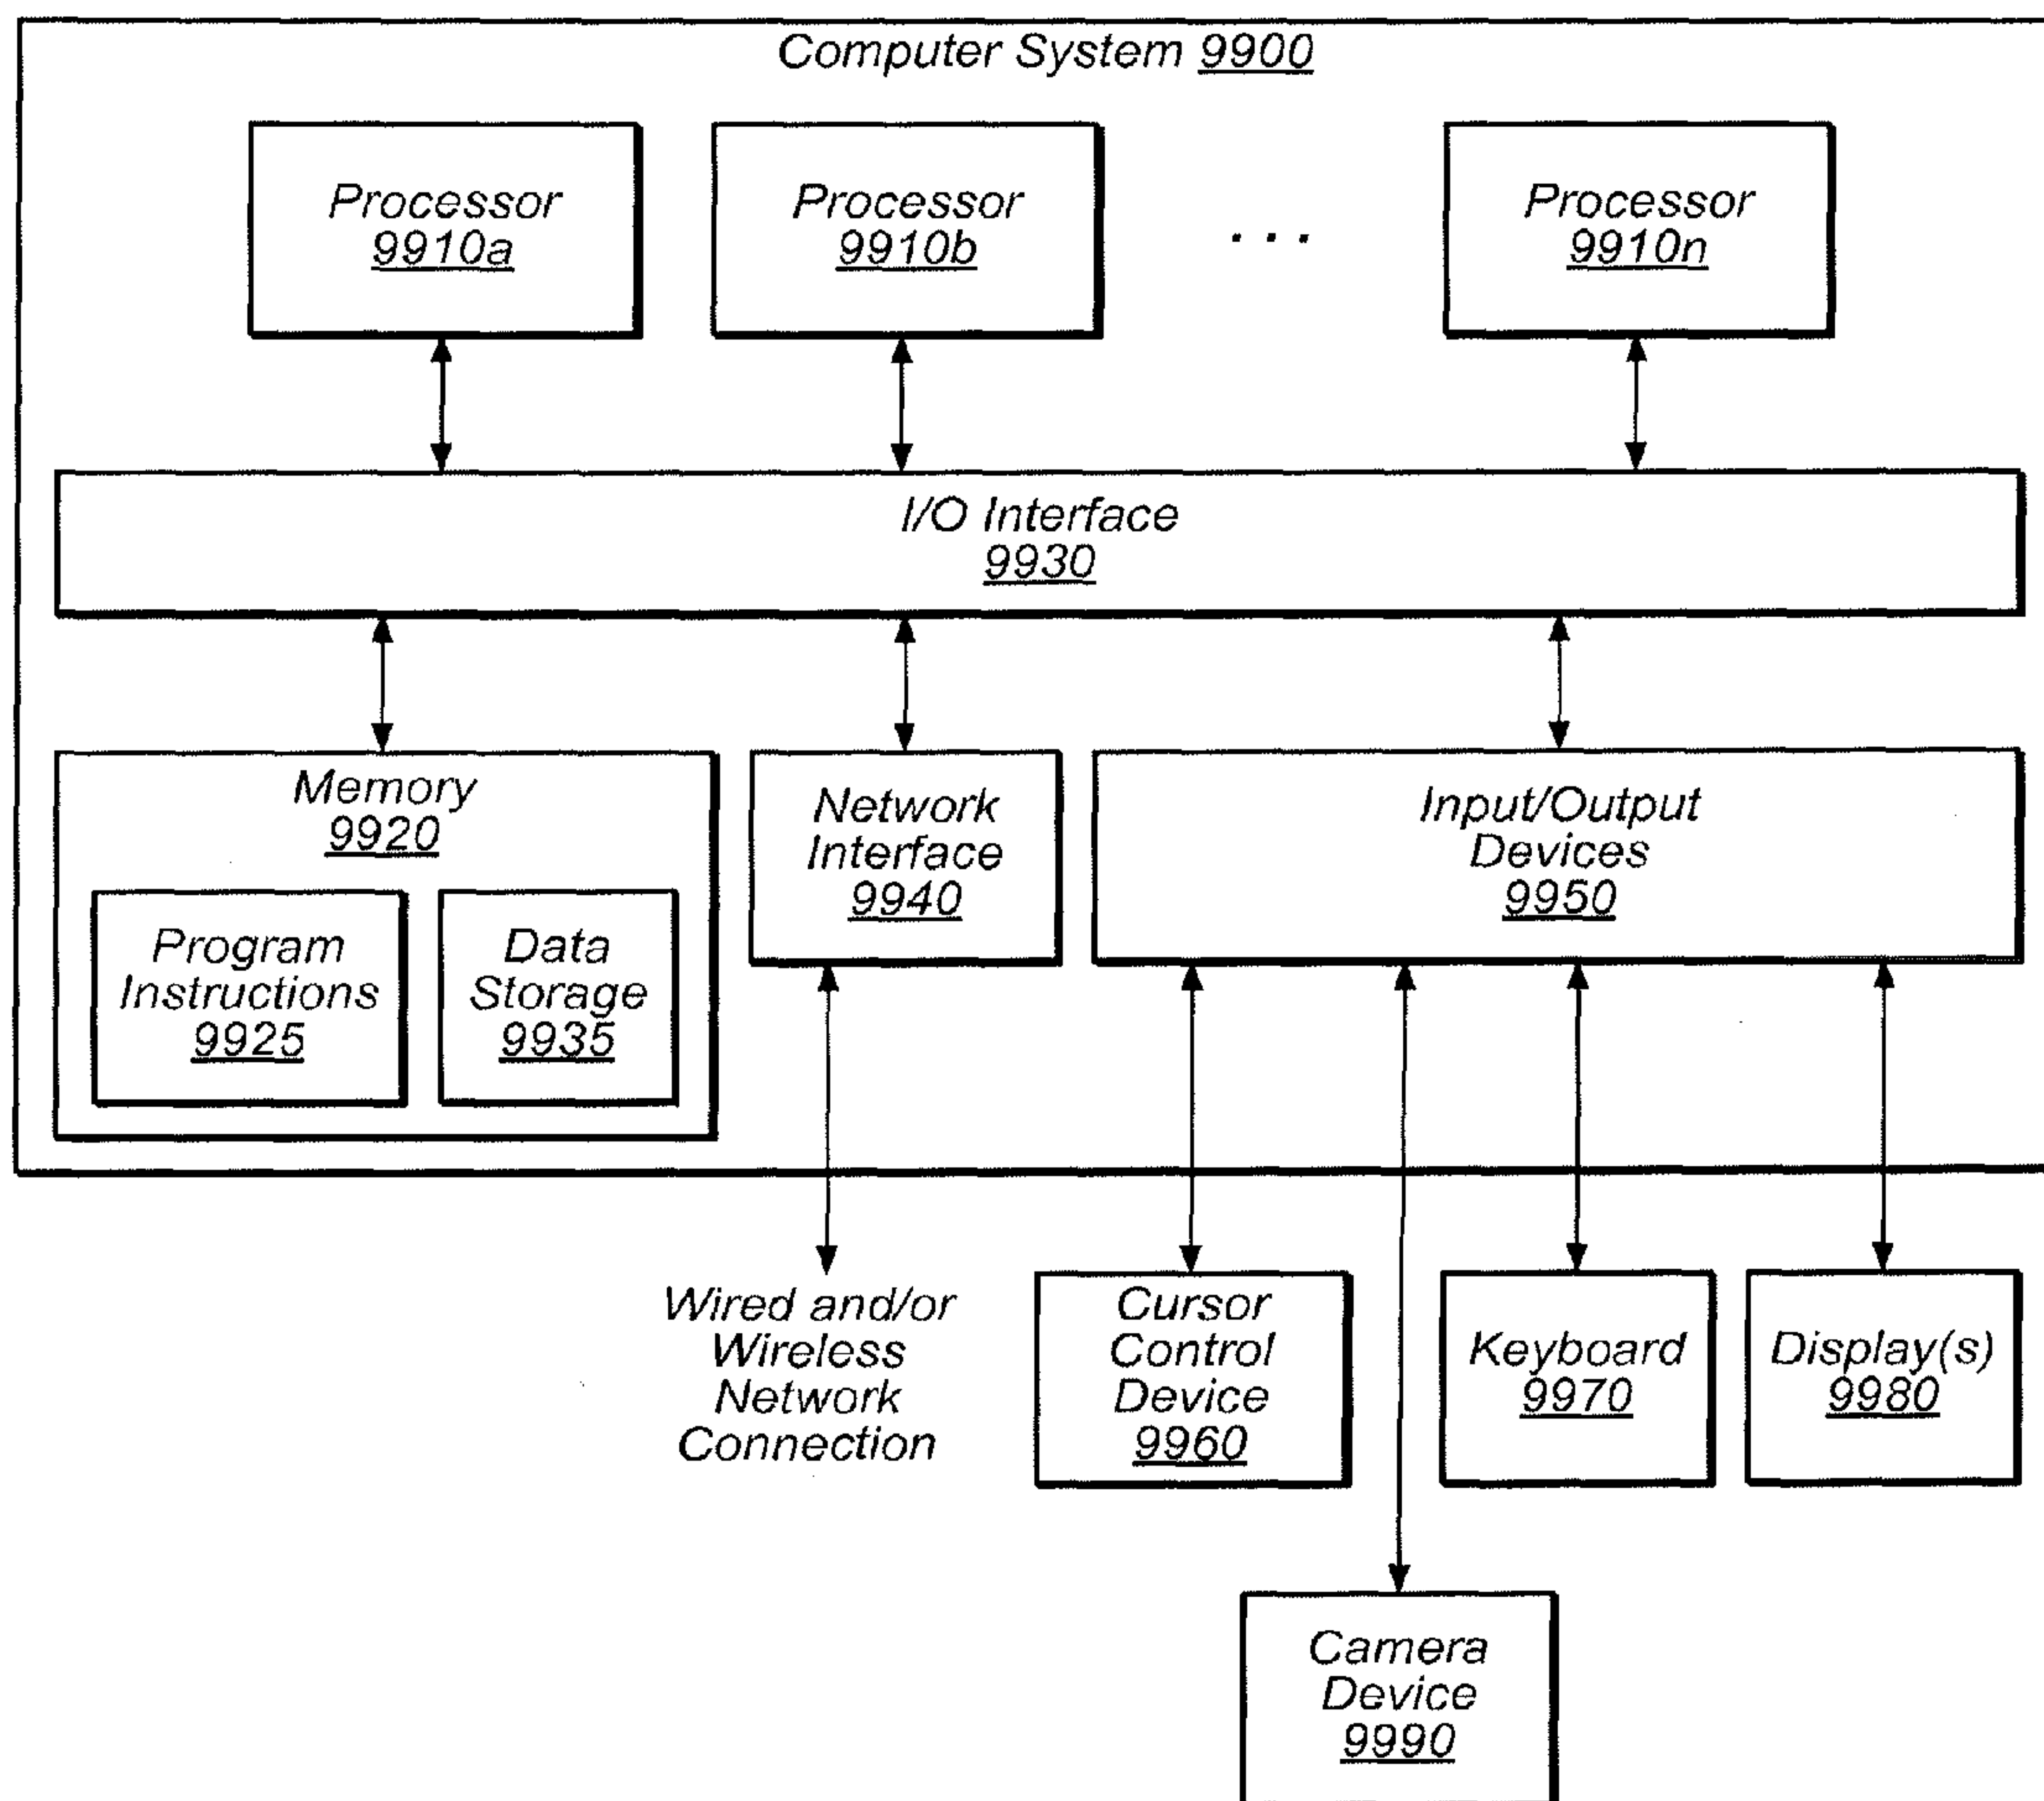 Computer System 9900
Processor
9910a
Processor
9910b
. . .
Processor
9910n
I/O Interface
9930
Memory
9920
Program
Instructions
9925
Data
Storage
9935
Network
Interface
9940
Input/Output
Devices
9950
Wired and/or
Wireless
Network
Connection
Cursor
Control
Device
9960
Keyboard
9970
Display(s)
9980
Camera
Device
9990